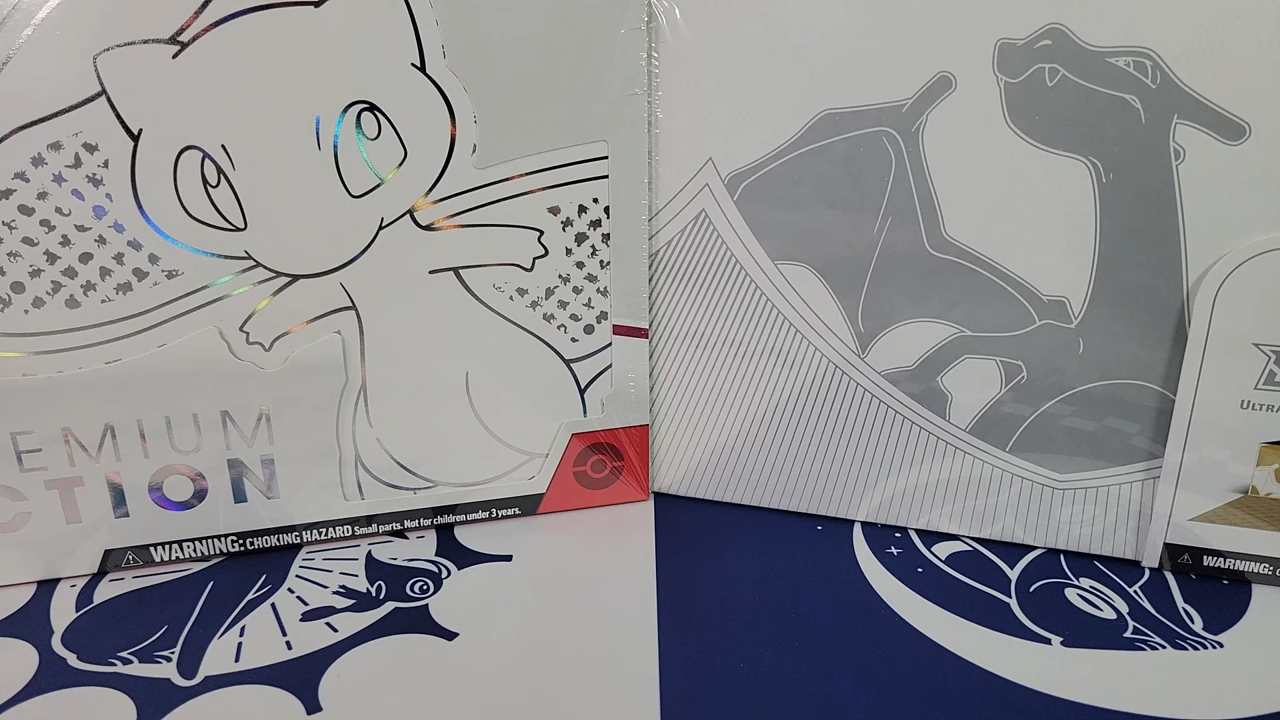 EMIUM
CTION
WARNING: CHOKING HAZARD Small parts. Not for children under 3 years.
ULTRA
WARNING: